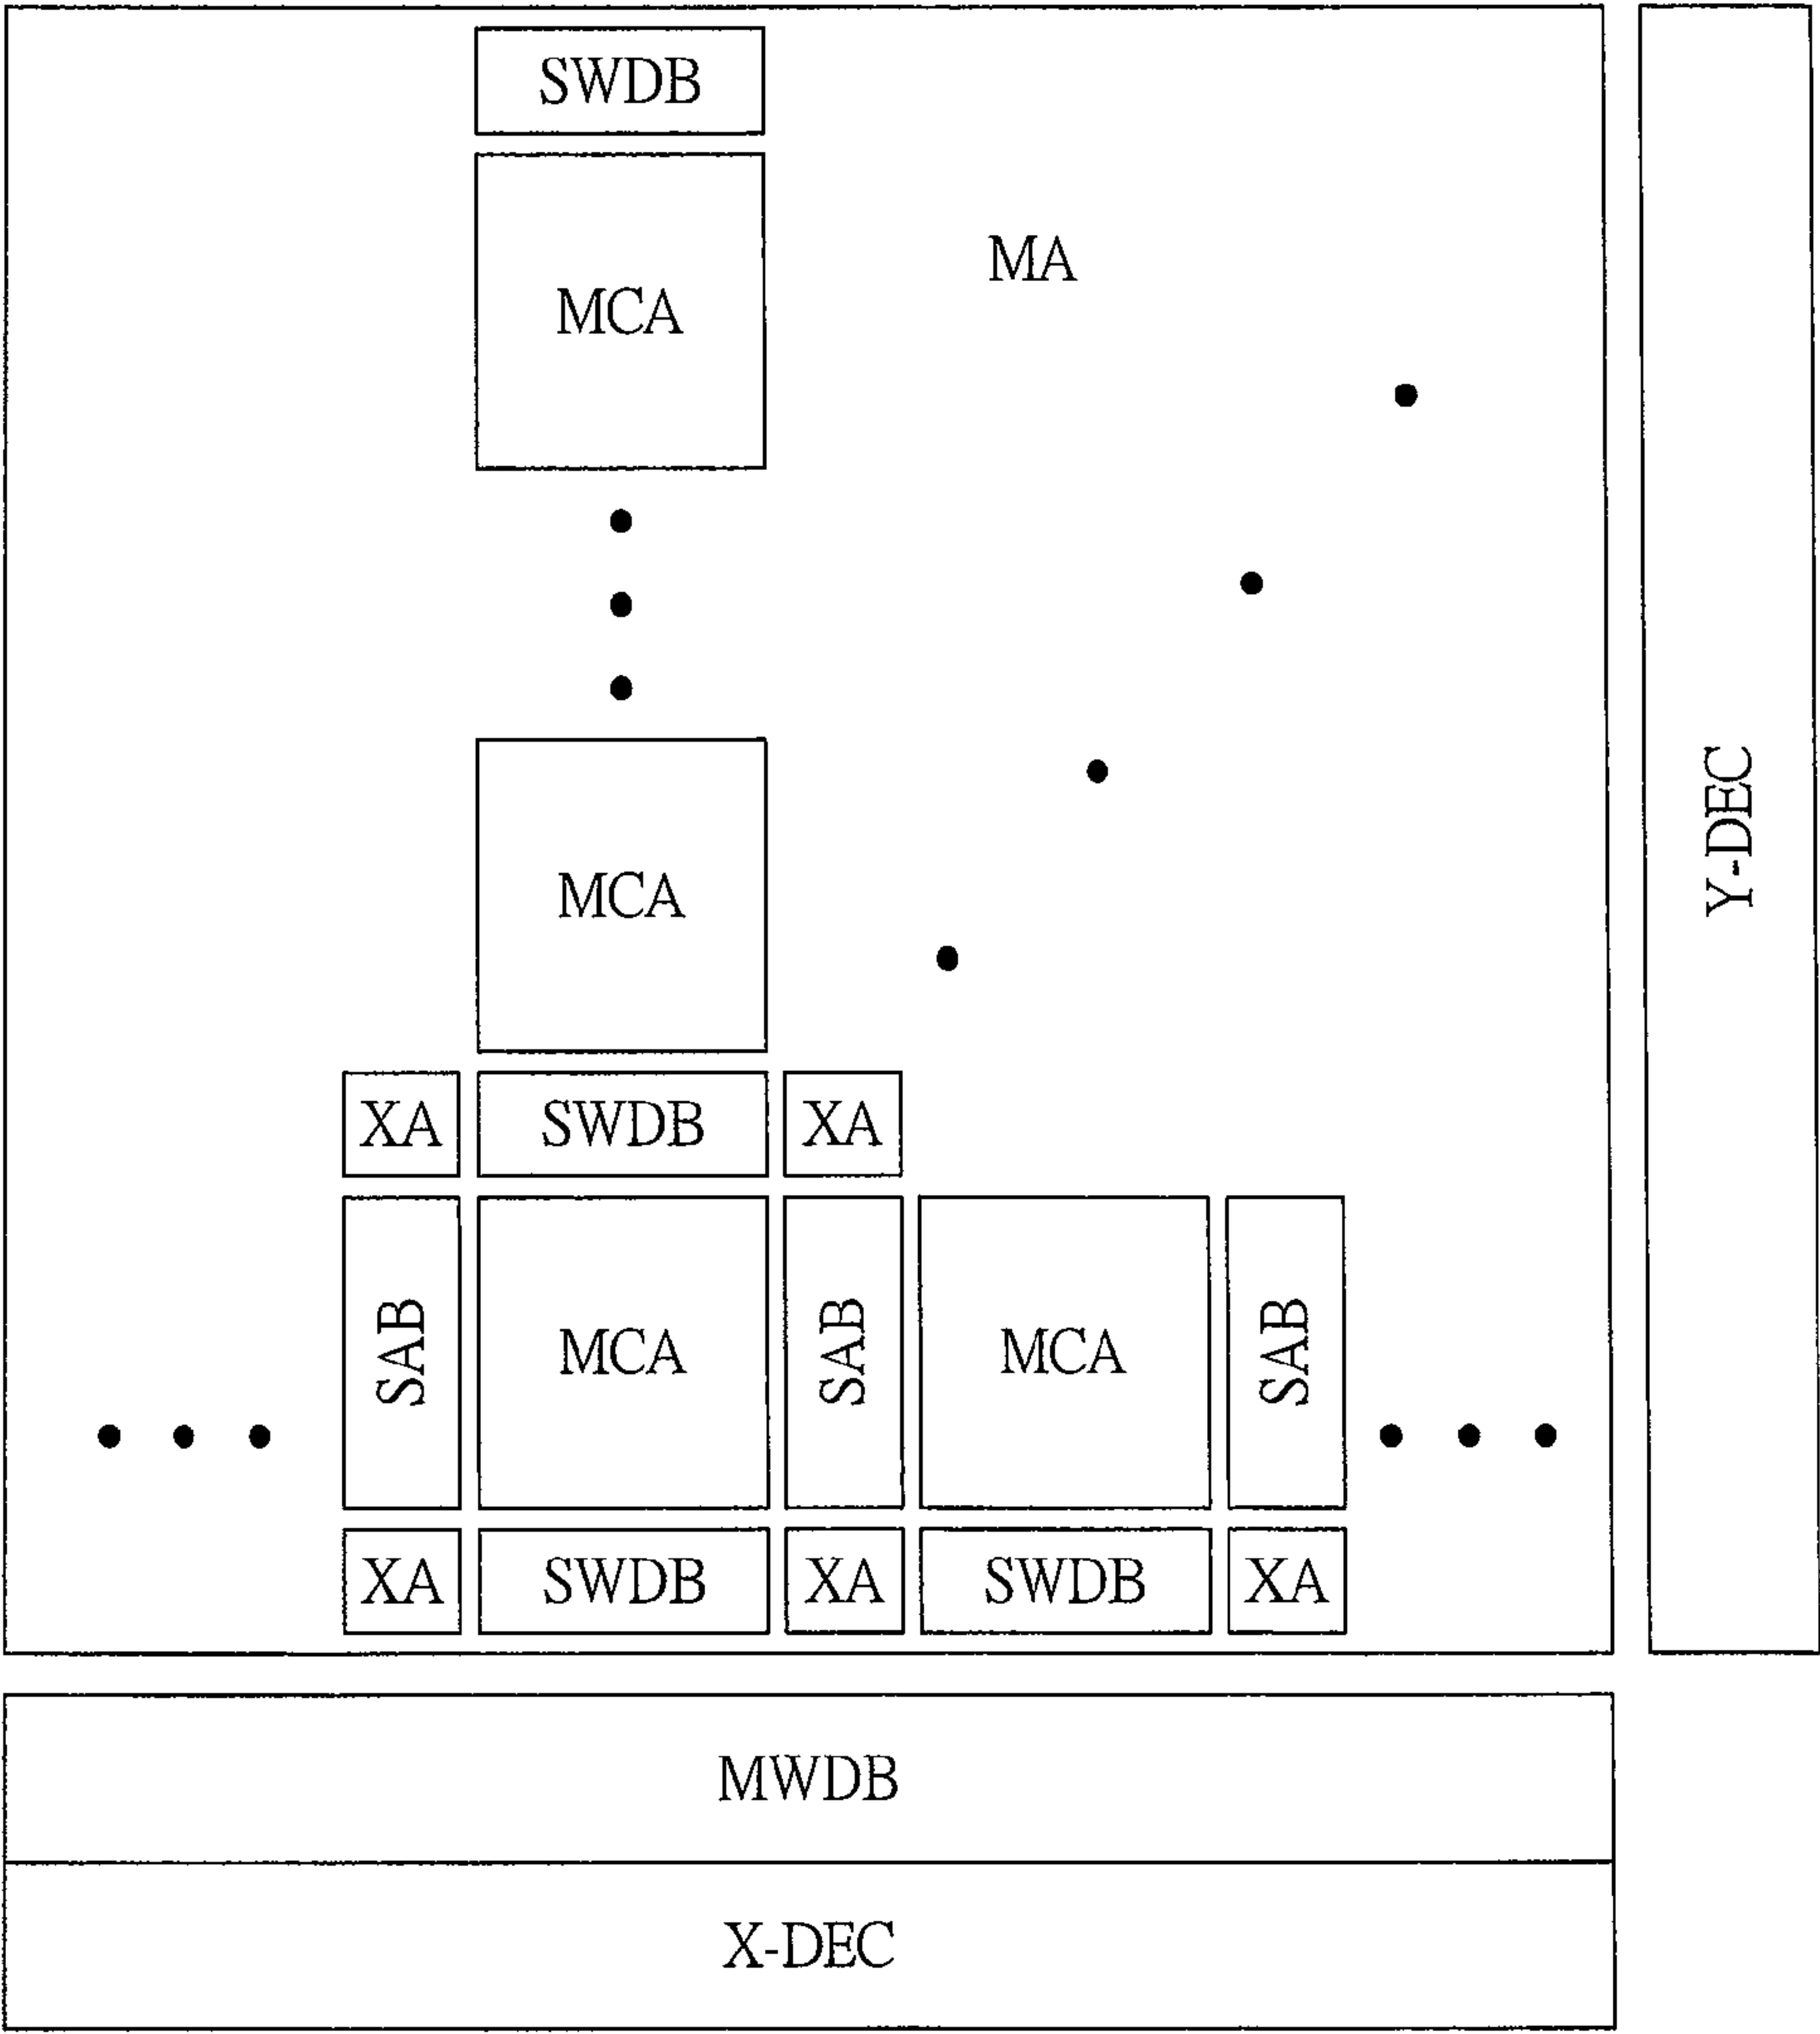 SWDB
MCA
MA
MCA
Y-DEC
XA SWDB XA
SAB MCA SAB MCA SAB
XA SWDB XA SWDB XA
MWDB
X-DEC